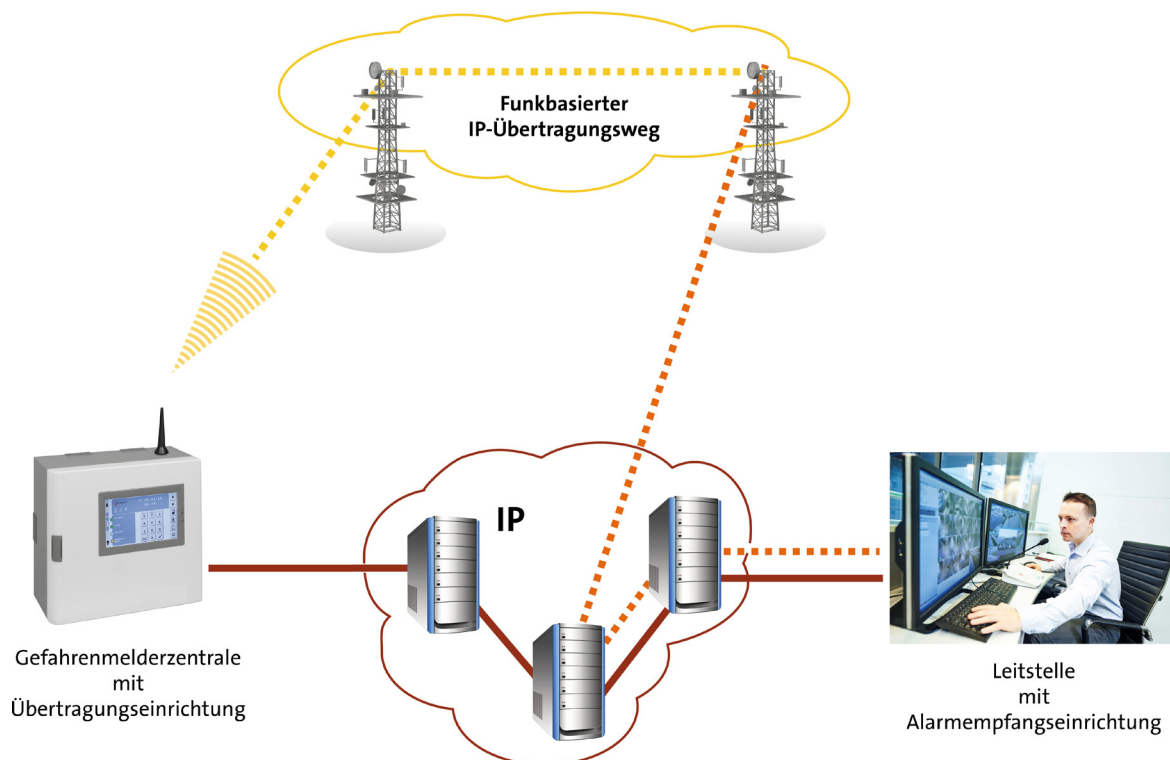 Funkbasierter
IP-Übertragungsweg
IP
Gefahrenmelderzentrale
mit
Übertragungseinrichtung
Leitstelle
mit
Alarmempfangseinrichtung